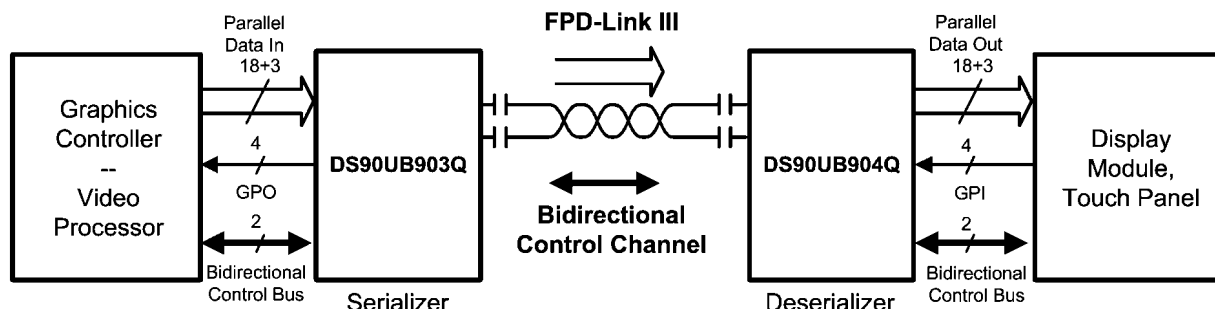 FPD-Link III
Parallel
Data In
18+3
Parallel
Data Out
18+3
Graphics
Controller
--
Video
Processor
4
GPO
2
Bidirectional
Control Bus
DS90UB903Q
Serializer
Bidirectional
Control Channel
DS90UB904Q
Deserializer
4
GPI
2
Bidirectional
Control Bus
Display
Module,
Touch Panel